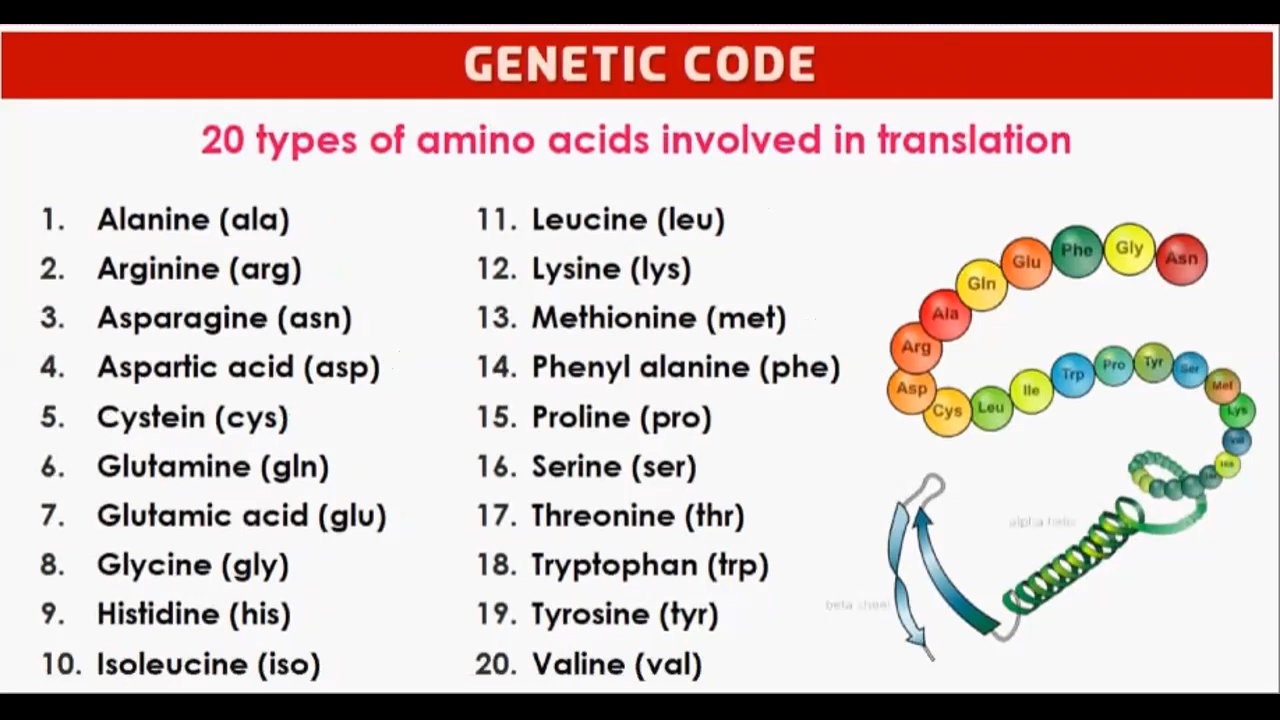 GENETIC CODE
20 types of amino acids involved in translation
1. Alanine (ala)
2. Arginine (arg)
3. Asparagine (asn)
4. Aspartic acid (asp)
5. Cystein (cys)
6. Glutamine (gln)
7. Glutamic acid (glu)
8. Glycine (gly)
9. Histidine (his)
10. Isoleucine (iso)
11. Leucine (leu)
12. Lysine (lys)
13. Methionine (met)
14. Phenyl alanine (phe)
15. Proline (pro)
16. Serine (ser)
17. Threonine (thr)
18. Tryptophan (trp)
19. Tyrosine (tyr)
20. Valine (val)
Asn
Gly
Phe
Glu
Gln
Ala
Arg
Asp
Cys
Leu
Ile
Trp
Pro
Tyr
Ser
Met
Lys
Val
His
alpha helix
beta sheet